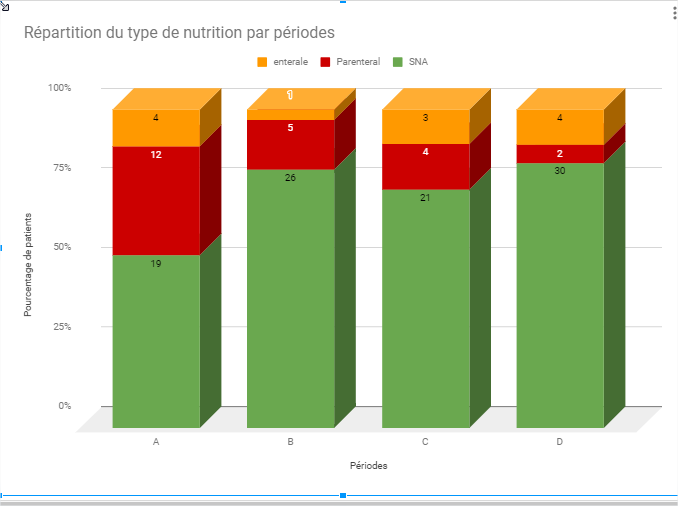 Répartition du type de nutrition par périodes
enterale Parenteral SNA
100%
75%
50%
25%
0%
Pourcentage de patients
4 1 3 4
12 5 4 2
19 26 21 30
A B C D
Périodes